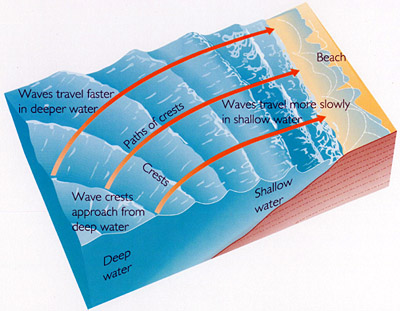 Beach
Waves travel faster
in deeper water
Paths of crests
Waves travel more slowly
in shallow water
Crests
Wave crests
approach from
deep water
Shallow
water
Deep
water